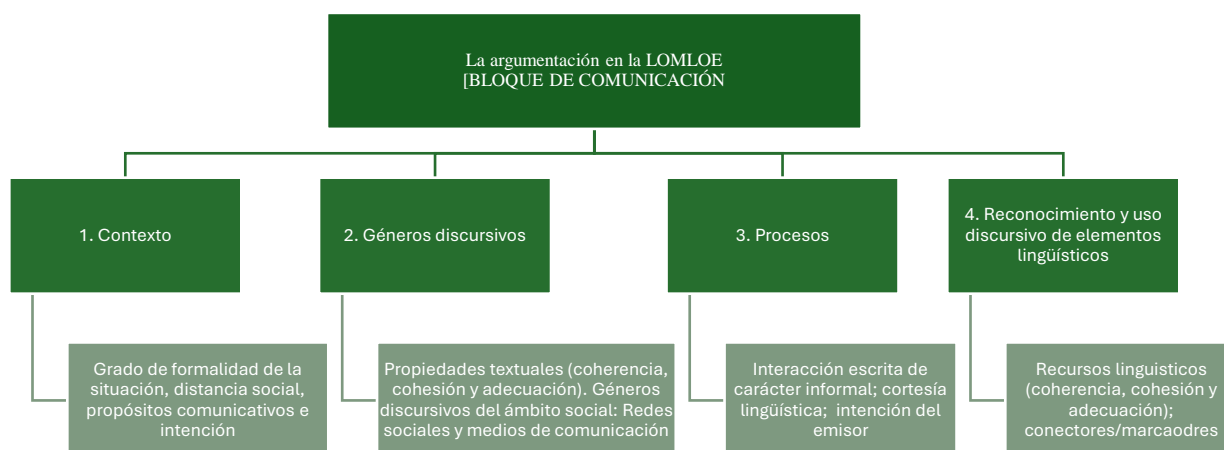 La argumentación en la LOMLOE
[BLOQUE DE COMUNICACIÓN
1. Contexto
2. Géneros discursivos
3. Procesos
4. Reconocimiento y uso
discursivo de elementos
lingüísticos
Grado de formalidad de la
situación, distancia social,
propósitos comunicativos e
intención
Propiedades textuales (coherencia,
cohesión y adecuación). Géneros
discursivos del ámbito social: Redes
sociales y medios de comunicación
Interacción escrita de
carácter informal; cortesía
lingüística; intención del
emisor
Recursos linguisticos
(coherencia, cohesión y
adecuación);
conectores/marcaodres